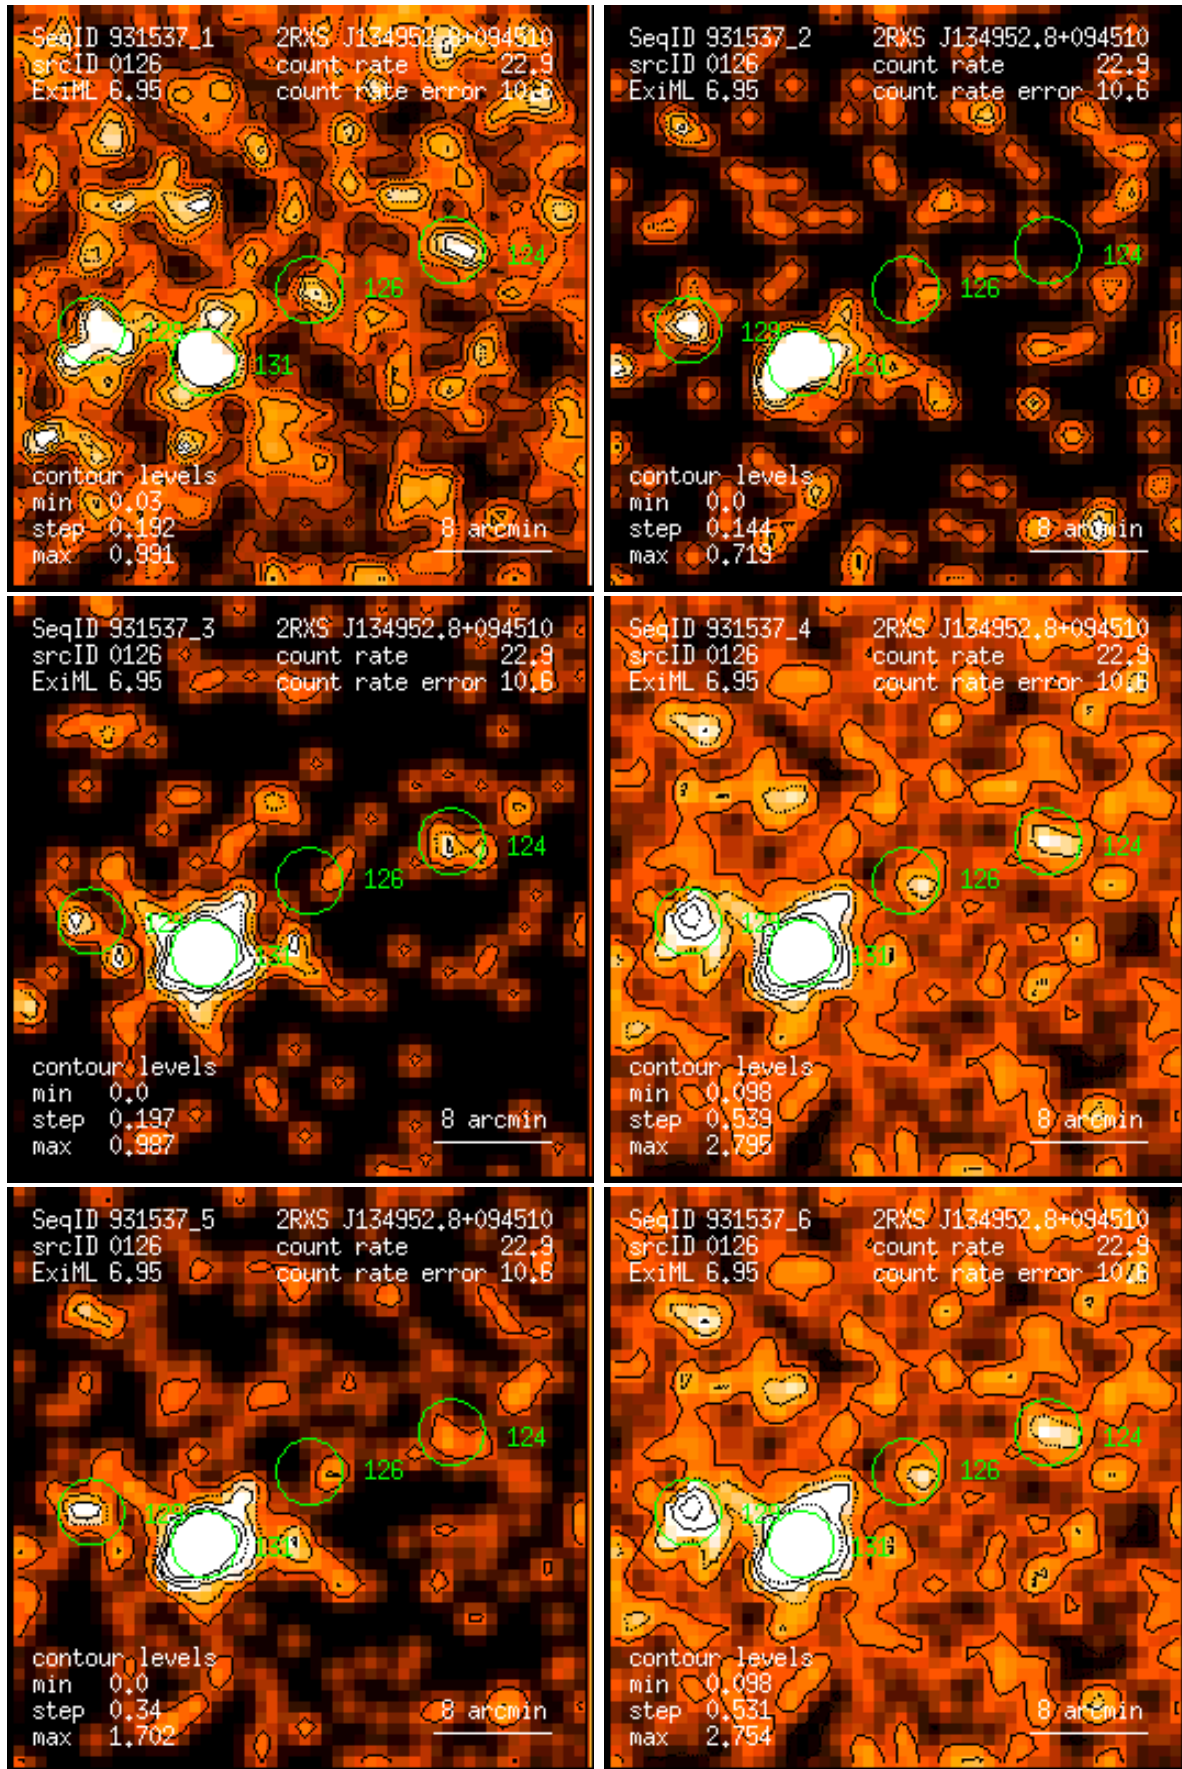 SeqID 931537_1 2RXS J134952.8+094510
srcID 0126 count rate 22.9
ExiML 6.95 count rate error 10.6
124
126
129
131
contour levels
min 0.03
step 0.192 8 arcmin
max 0.991
SeqID 931537_2 2RXS J134952.8+094510
srcID 0126 count rate 22.9
ExiML 6.95 count rate error 10.6
124
126
129
131
contour levels
min 0.0
step 0.144 8 arcmin
max 0.719
SeqID 931537_3 2RXS J134952.8+094510
srcID 0126 count rate 22.9
ExiML 6.95 count rate error 10.6
124
126
129
131
contour levels
min 0.0
step 0.197 8 arcmin
max 0.987
SeqID 931537_4 2RXS J134952.8+094510
srcID 0126 count rate 22.9
ExiML 6.95 count rate error 10.6
124
126
129
131
contour levels
min 0.098
step 0.539 8 arcmin
max 2.795
SeqID 931537_5 2RXS J134952.8+094510
srcID 0126 count rate 22.9
ExiML 6.95 count rate error 10.6
124
126
129
131
contour levels
min 0.0
step 0.34 8 arcmin
max 1.702
SeqID 931537_6 2RXS J134952.8+094510
srcID 0126 count rate 22.9
ExiML 6.95 count rate error 10.6
124
126
129
131
contour levels
min 0.098
step 0.531 8 arcmin
max 2.754